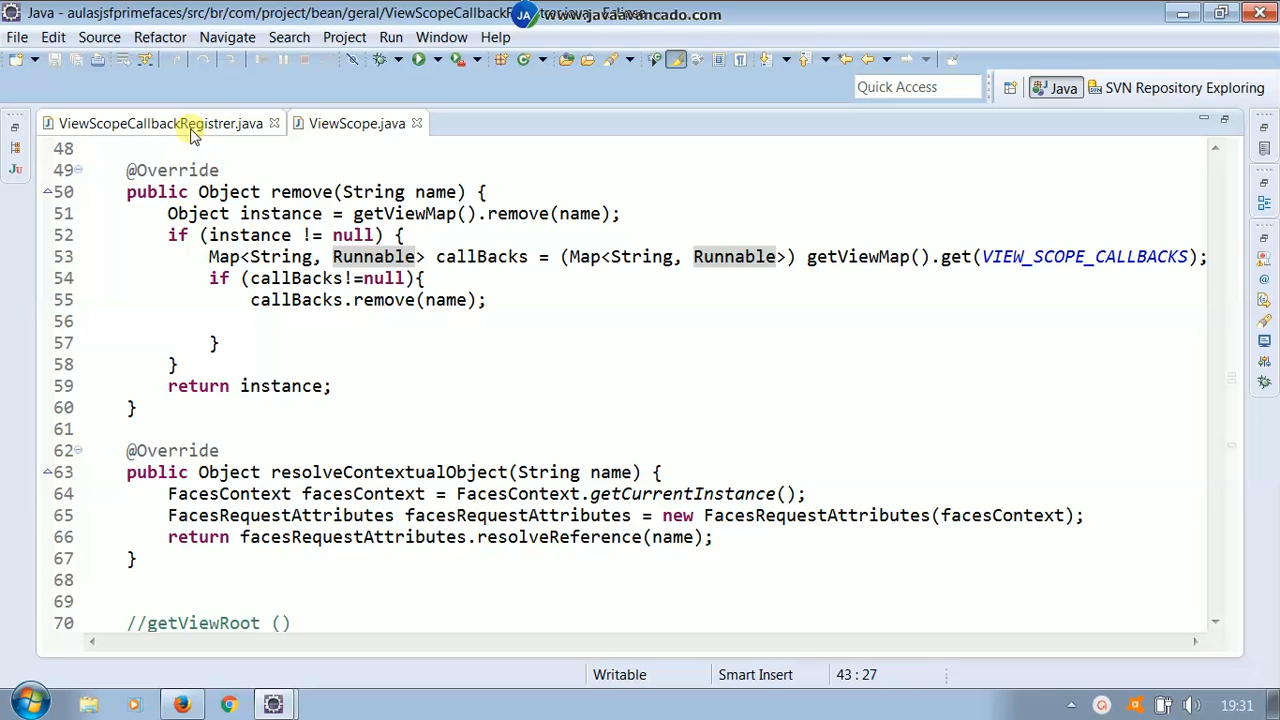 Java - aulasjsfprimefaces/src/br/com/project/bean/geral/ViewScopeCallbackRegistrer.java - Eclipse
JA www.javaavancado.com
File Edit Source Refactor Navigate Search Project Run Window Help
Quick Access
Java SVN Repository Exploring
ViewScopeCallbackRegistrer.java ViewScope.java
48
49 @Override
50 public Object remove(String name) {
51 Object instance = getViewMap().remove(name);
52 if (instance != null) {
53 Map<String, Runnable> callBacks = (Map<String, Runnable>) getViewMap().get(VIEW_SCOPE_CALLBACKS);
54 if (callBacks!=null){
55 callBacks.remove(name);
56
57 }
58 }
59 return instance;
60 }
61
62 @Override
63 public Object resolveContextualObject(String name) {
64 FacesContext facesContext = FacesContext.getCurrentInstance();
65 FacesRequestAttributes facesRequestAttributes = new FacesRequestAttributes(facesContext);
66 return facesRequestAttributes.resolveReference(name);
67 }
68
69
70 //getViewRoot ()
Writable Smart Insert 43 : 27
19:31